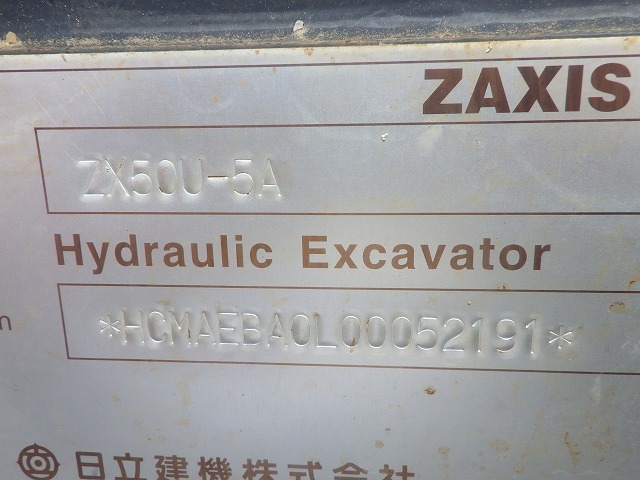 ZAXIS
ZX50U-5A
Hydraulic Excavator
m
*HCMAEBA0L00052191*
日立建機株式会社